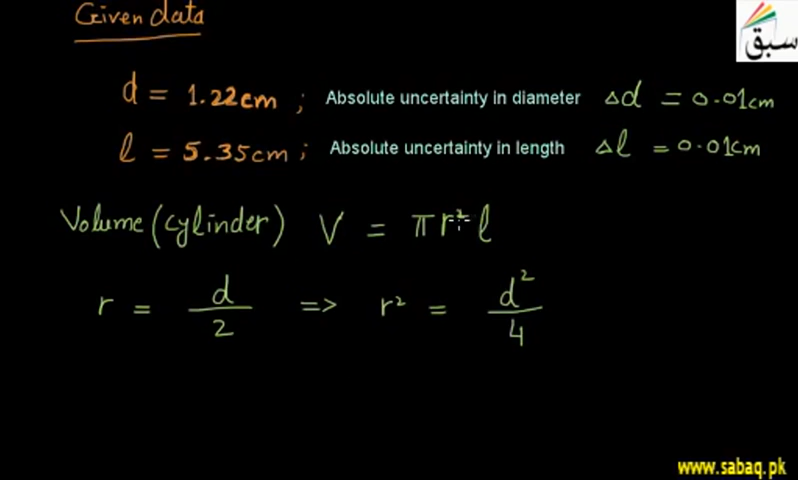 Given data
سبق
d = 1.22cm ; Absolute uncertainty in diameter Δd = 0.01cm
l = 5.35cm ; Absolute uncertainty in length Δl = 0.01cm
Volume (cylinder) V = πr²l
r = d/2 => r² = d²/4
www.sabaq.pk